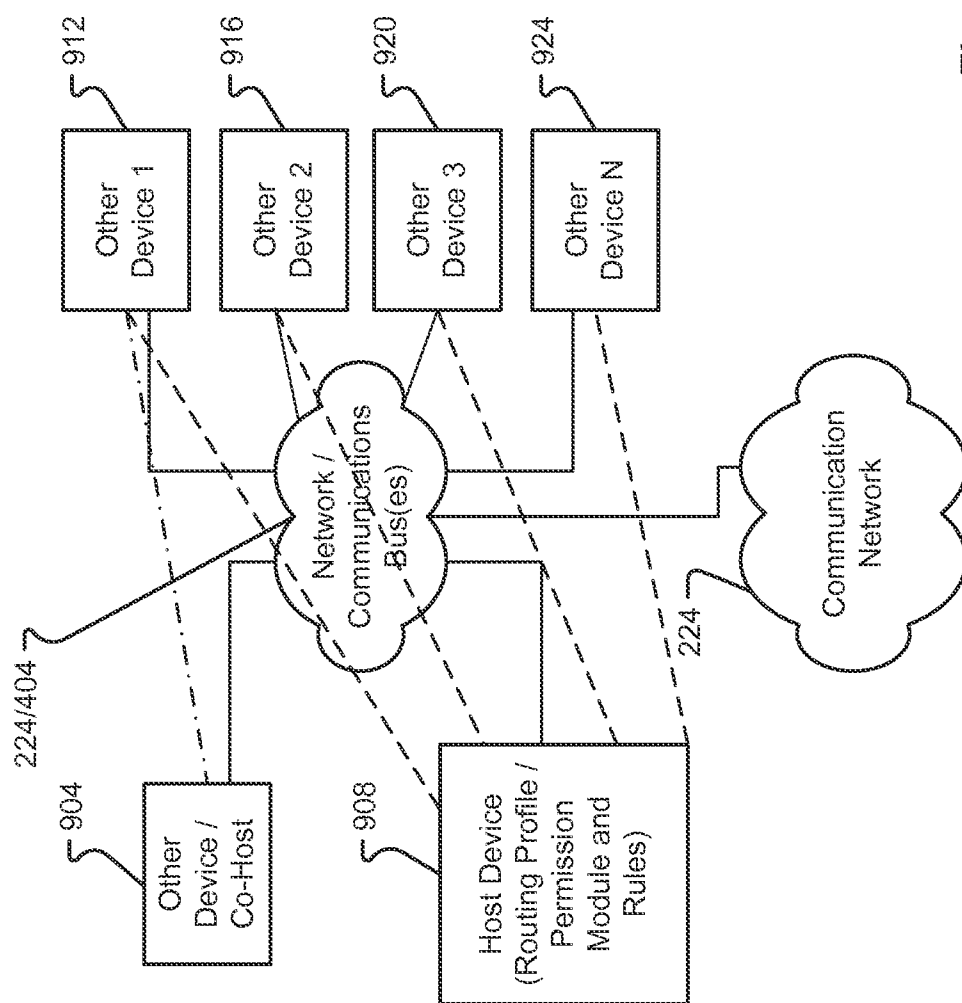 224/404
904
Other
Device /
Co-Host
908
Host Device
(Routing Profile /
Permission
Module and
Rules)
Network /
Communications
Bus(es)
224
Communication
Network
912
Other
Device 1
916
Other
Device 2
920
Other
Device 3
924
Other
Device N